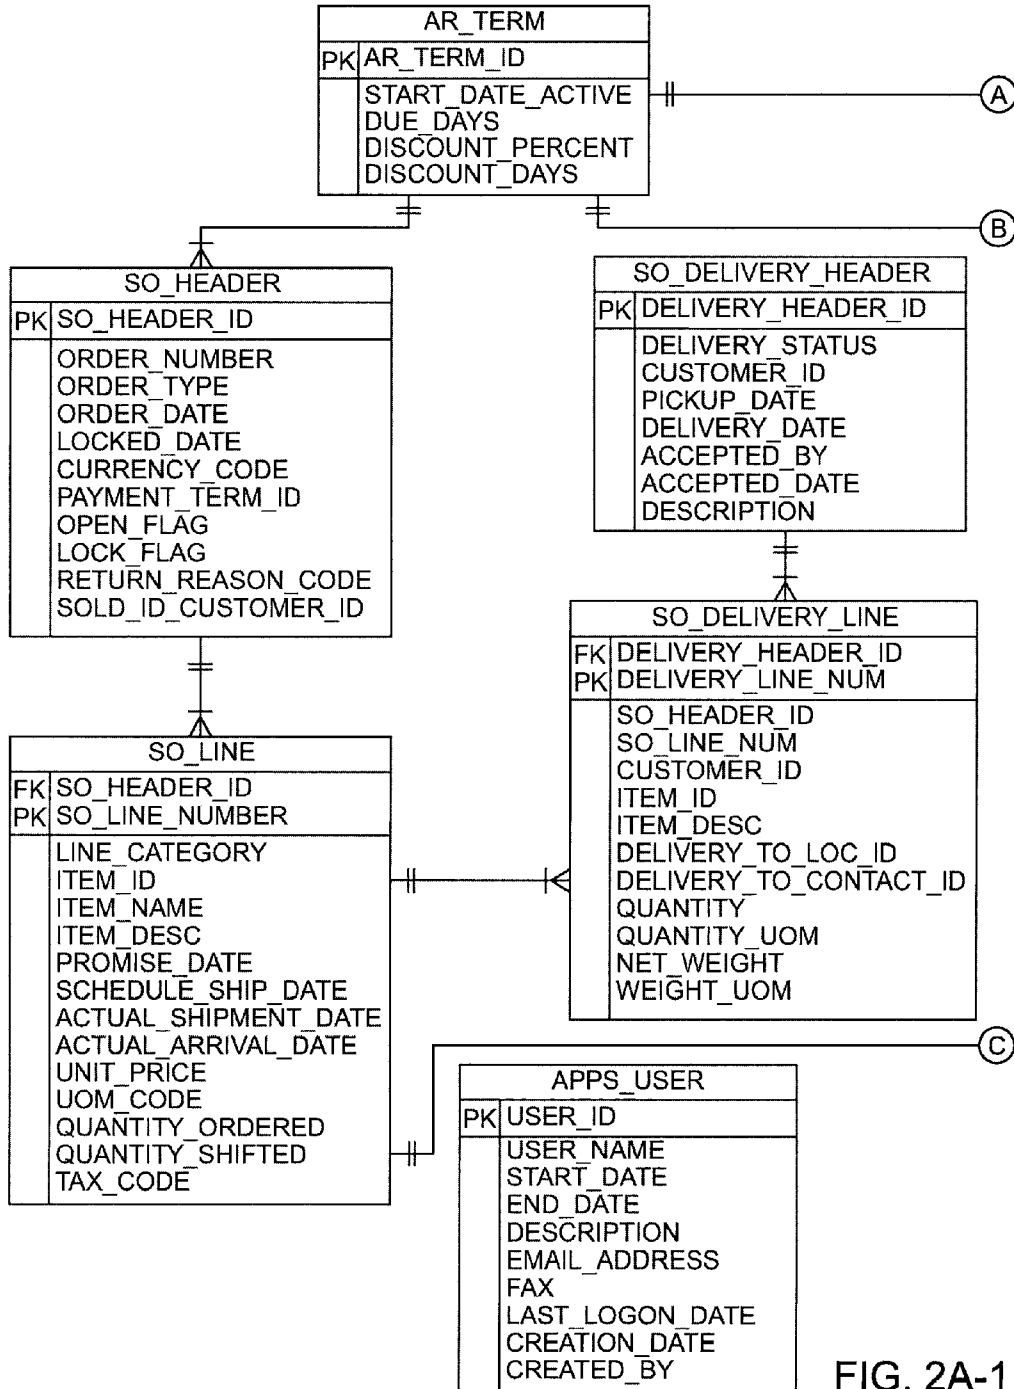 AR_TERM
PK AR_TERM_ID
START_DATE_ACTIVE
DUE_DAYS
DISCOUNT_PERCENT
DISCOUNT_DAYS
A
B
SO_HEADER
PK SO_HEADER_ID
ORDER_NUMBER
ORDER_TYPE
ORDER_DATE
LOCKED_DATE
CURRENCY_CODE
PAYMENT_TERM_ID
OPEN_FLAG
LOCK_FLAG
RETURN_REASON_CODE
SOLD_ID_CUSTOMER_ID
SO_DELIVERY_HEADER
PK DELIVERY_HEADER_ID
DELIVERY_STATUS
CUSTOMER_ID
PICKUP_DATE
DELIVERY_DATE
ACCEPTED_BY
ACCEPTED_DATE
DESCRIPTION
SO_LINE
FK SO_HEADER_ID
PK SO_LINE_NUMBER
LINE_CATEGORY
ITEM_ID
ITEM_NAME
ITEM_DESC
PROMISE_DATE
SCHEDULE_SHIP_DATE
ACTUAL_SHIPMENT_DATE
ACTUAL_ARRIVAL_DATE
UNIT_PRICE
UOM_CODE
QUANTITY_ORDERED
QUANTITY_SHIFTED
TAX_CODE
SO_DELIVERY_LINE
FK DELIVERY_HEADER_ID
PK DELIVERY_LINE_NUM
SO_HEADER_ID
SO_LINE_NUM
CUSTOMER_ID
ITEM_ID
ITEM_DESC
DELIVERY_TO_LOC_ID
DELIVERY_TO_CONTACT_ID
QUANTITY
QUANTITY_UOM
NET_WEIGHT
WEIGHT_UOM
C
APPS_USER
PK USER_ID
USER_NAME
START_DATE
END_DATE
DESCRIPTION
EMAIL_ADDRESS
FAX
LAST_LOGON_DATE
CREATION_DATE
CREATED_BY
FIG. 2A-1